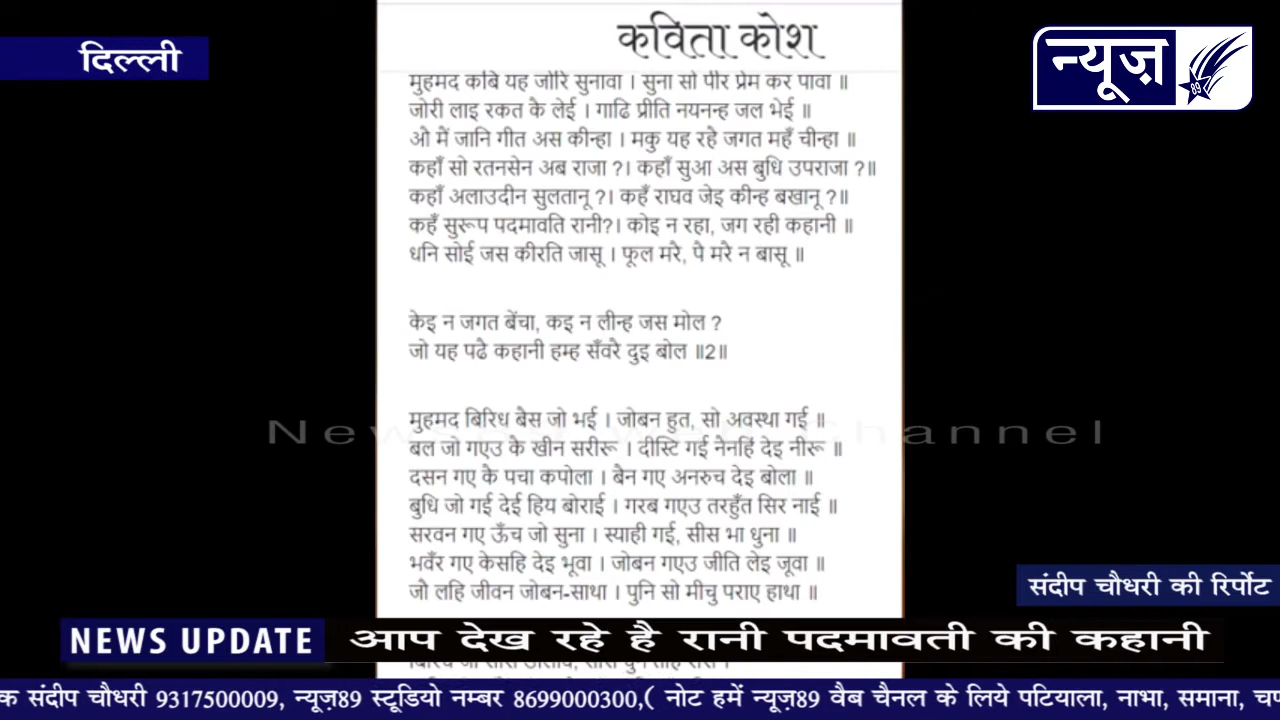 कविता कोश
दिल्ली
न्यूज़
89
मुहमद कबि यह जोरि सुनावा । सुना सो पीर प्रेम कर पावा ॥
जोरी लाइ रकत कै लेई । गाढि प्रीति नयनन्ह जल भेई ॥
औ मैं जानि गीत अस कीन्हा । मकु यह रहै जगत महँ चीन्हा ॥
कहाँ सो रतनसेन अब राजा ?। कहाँ सुआ अस बुधि उपराजा ?॥
कहाँ अलाउदीन सुलतानू ?। कहँ राघव जेइ कीन्ह बखानू ?॥
कहँ सुरूप पदमावति रानी?। कोइ न रहा, जग रही कहानी ॥
धनि सोई जस कीरति जासू । फूल मरै, पै मरै न बासू ॥
केइ न जगत बेंचा, कइ न लीन्ह जस मोल ?
जो यह पढै कहानी हम्ह सँवरै दुइ बोल ॥2॥
मुहमद बिरिध बैस जो भई । जोबन हुत, सो अवस्था गई ॥
बल जो गएउ कै खीन सरीरू । दीस्टि गई नैनहिं देइ नीरू ॥
दसन गए कै पचा कपोला । बैन गए अनरुच देइ बोला ॥
बुधि जो गई देई हिय बोराई । गरब गएउ तरहुँत सिर नाई ॥
सरवन गए ऊँच जो सुना । स्याही गई, सीस भा धुना ॥
भवँर गए केसहि देइ भूवा । जोबन गएउ जीति लेइ जूवा ॥
जौ लहि जीवन जोबन-साथा । पुनि सो मीचु पराए हाथा ॥
संदीप चौधरी की रिर्पोट
NEWS UPDATE आप देख रहे है रानी पदमावती की कहानी
क संदीप चौधरी 9317500009, न्यूज़89 स्टूडियो नम्बर 8699000300,( नोट हमें न्यूज़89 वैब चैनल के लिये पटियाला, नाभा, समाना, चप